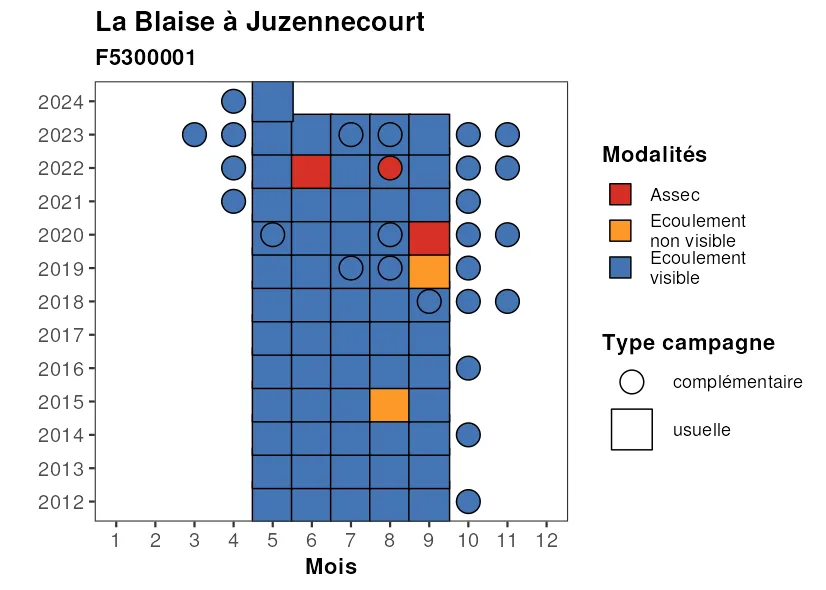 La Blaise à Juzennecourt
F5300001
2024
2023
2022
2021
2020
2019
2018
2017
2016
2015
2014
2013
2012
1 2 3 4 5 6 7 8 9 10 11 12
Mois
Modalités
Assec
Ecoulement
non visible
Ecoulement
visible
Type campagne
complémentaire
usuelle